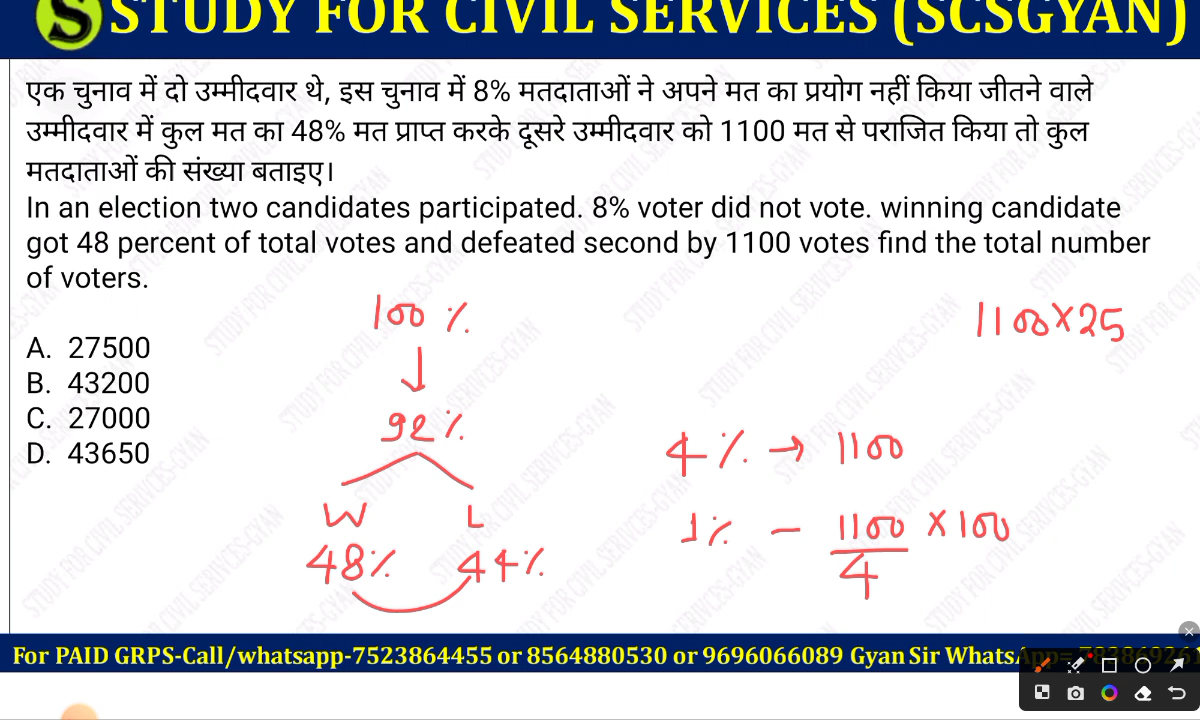 S STUDY FOR CIVIL SERVICES (SCSGYAN)
एक चुनाव में दो उम्मीदवार थे, इस चुनाव में 8% मतदाताओं ने अपने मत का प्रयोग नहीं किया जीतने वाले
उम्मीदवार में कुल मत का 48% मत प्राप्त करके दूसरे उम्मीदवार को 1100 मत से पराजित किया तो कुल
मतदाताओं की संख्या बताइए।
In an election two candidates participated. 8% voter did not vote. winning candidate
got 48 percent of total votes and defeated second by 1100 votes find the total number
of voters.
100 %
1100×25
A. 27500
B. 43200
C. 27000
D. 43650
92 %
4 % → 1100
W L
1% - 1100/4 × 100
48% 44%
For PAID GRPS-Call/whatsapp-7523864455 or 8564880530 or 9696066089 Gyan Sir WhatsApp=